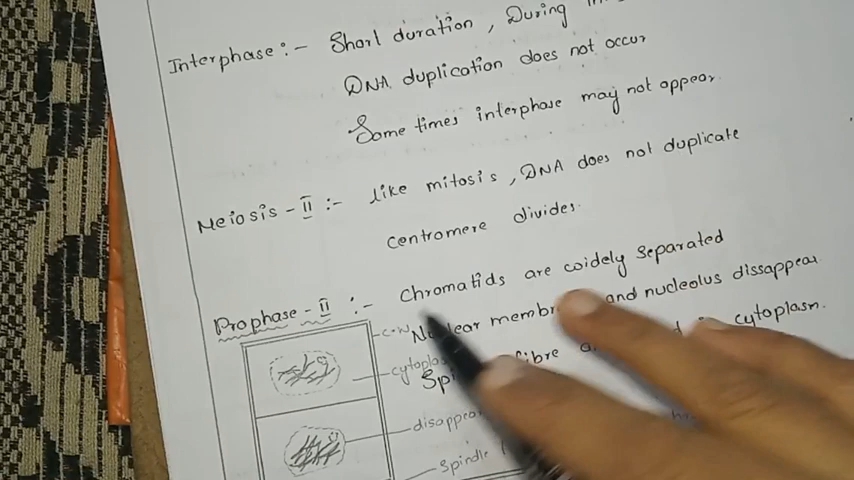 Interphase :- Short duration , During
DNA duplication does not occur
Some times interphase may not appear.
Meiosis - II :- like mitosis , DNA does not duplicate
centromere divides.
Prophase - II :- Chromatids are widely separated
Nuclear and nucleolus dissappear
fibre cytoplasm.
C.W
cytoplas
disappea
Spindle